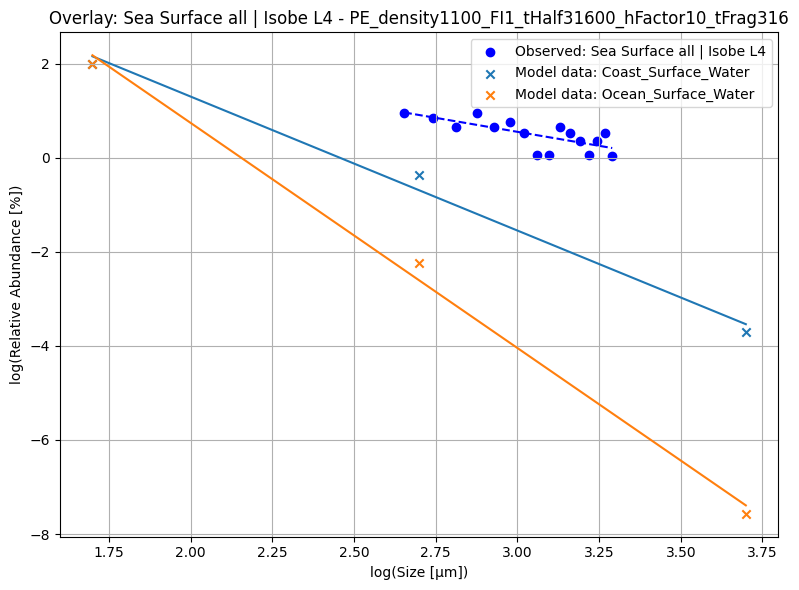 Overlay: Sea Surface all | Isobe L4 - PE_density1100_FI1_tHalf31600_hFactor10_tFrag316
Observed: Sea Surface all | Isobe L4
Model data: Coast_Surface_Water
Model data: Ocean_Surface_Water
log(Relative Abundance [%])
2
0
−2
−4
−6
−8
1.75 2.00 2.25 2.50 2.75 3.00 3.25 3.50 3.75
log(Size [µm])